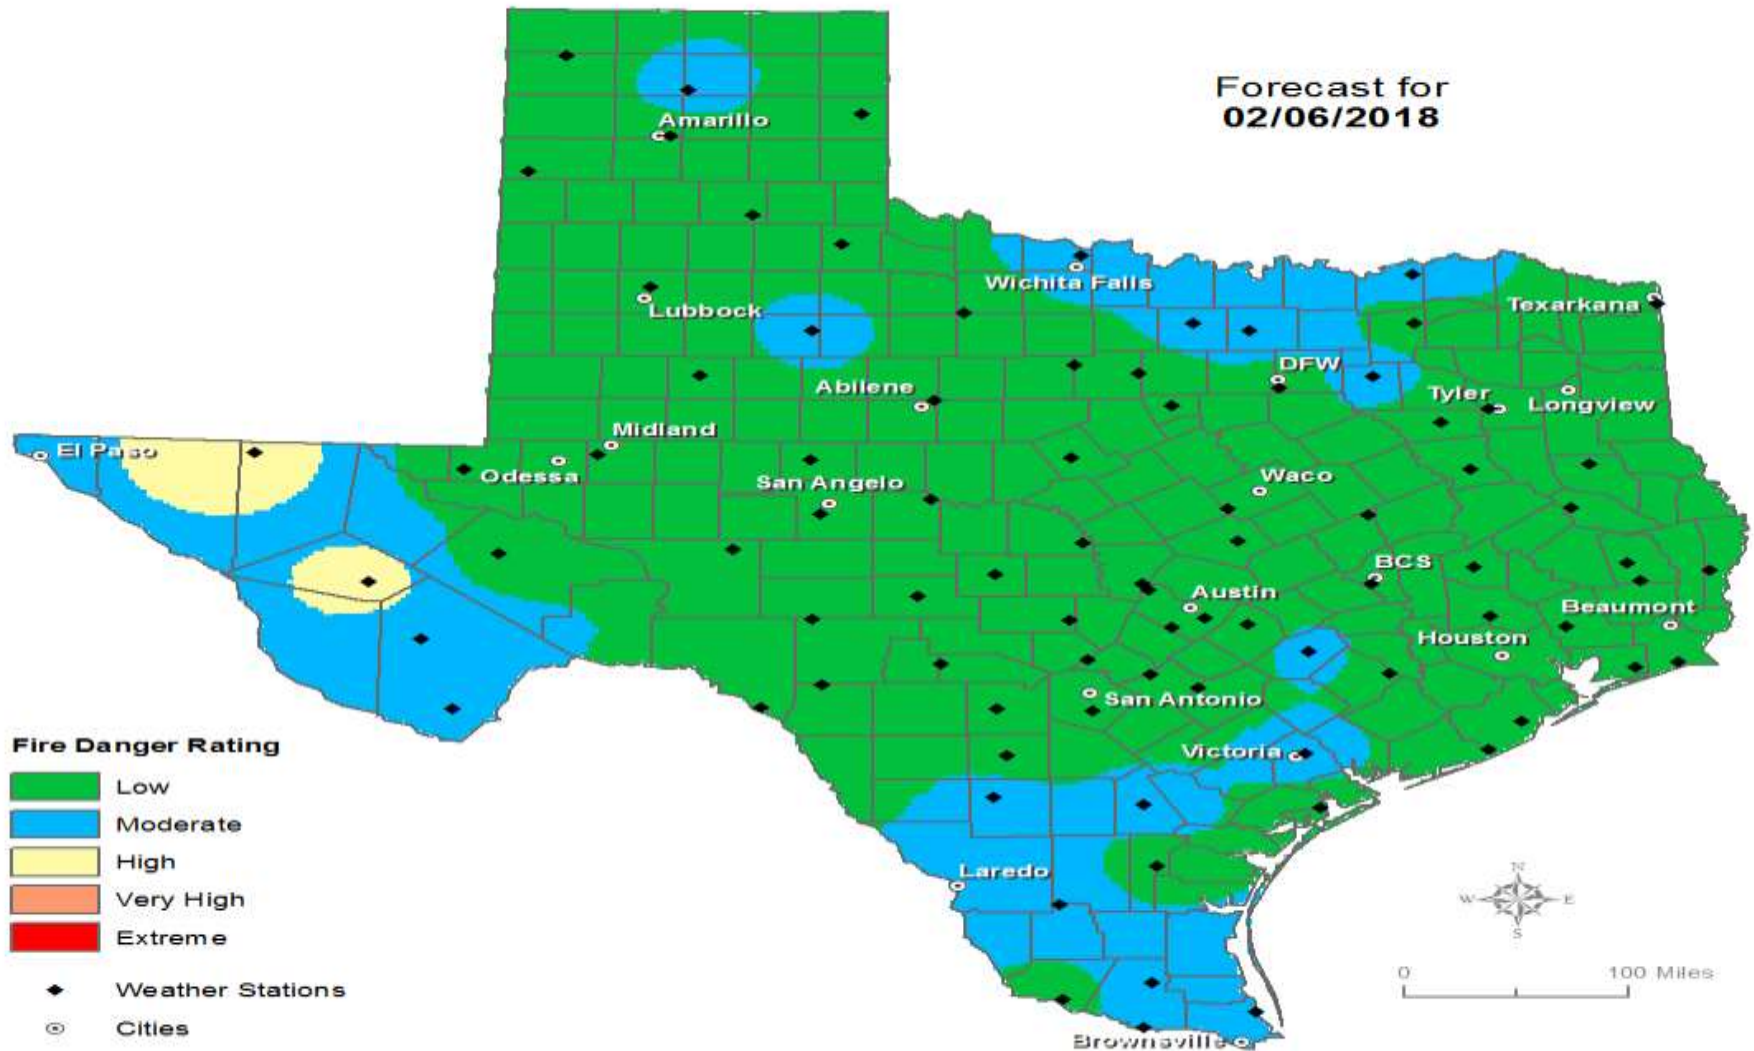 Forecast for
02/06/2018
Amarillo
Wichita Falls
Lubbock
Texarkana
DFW
Abilene
Tyler
Longview
Midland
El Paso
Odessa
San Angelo
Waco
BCS
Austin
Beaumont
Houston
San Antonio
Victoria
Laredo
Brownsville
Fire Danger Rating
Low
Moderate
High
Very High
Extreme
Weather Stations
Cities
N
W E
S
0 100 Miles